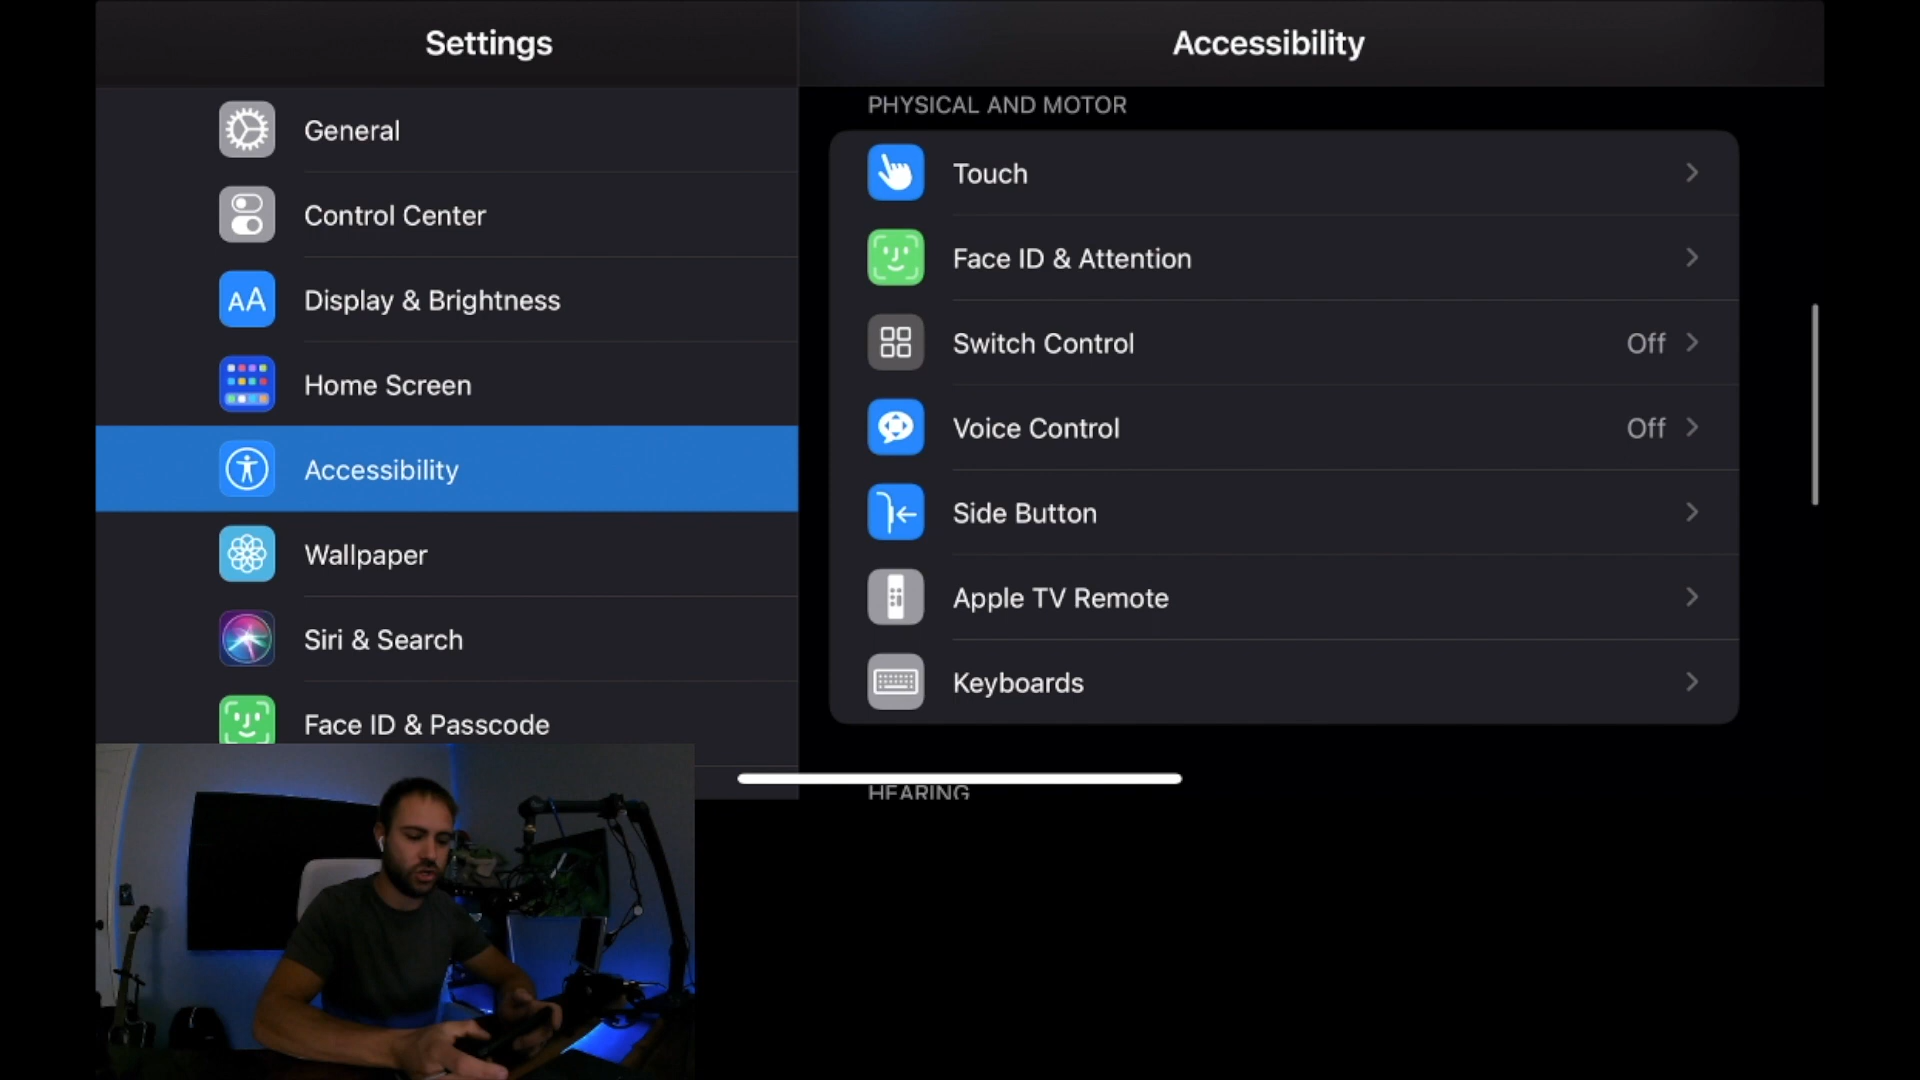 Settings
General
Control Center
AA
Display & Brightness
Home Screen
Accessibility
Wallpaper
Siri & Search
Face ID & Passcode
Accessibility
PHYSICAL AND MOTOR
Touch
Face ID & Attention
Switch Control Off
Voice Control Off
Side Button
Apple TV Remote
Keyboards
HEARING